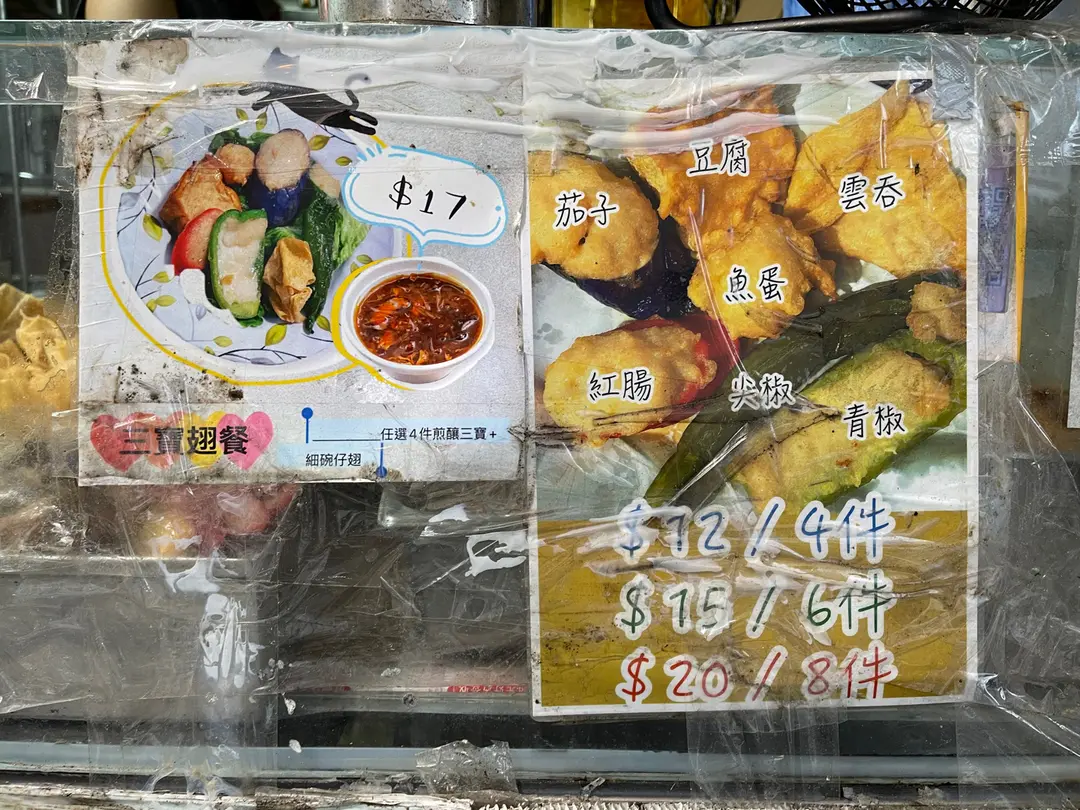 $17
三寶翅餐
任選4件煎釀三寶+
細碗仔翅
豆腐
茄子
雲吞
魚蛋
紅腸
尖椒
青椒
$12/4件
$15/6件
$20/8件